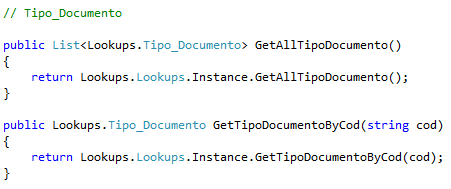 // Tipo_Documento
public List<Lookups.Tipo_Documento> GetAllTipoDocumento()
{
    return Lookups.Lookups.Instance.GetAllTipoDocumento();
}
public Lookups.Tipo_Documento GetTipoDocumentoByCod(string cod)
{
    return Lookups.Lookups.Instance.GetTipoDocumentoByCod(cod);
}